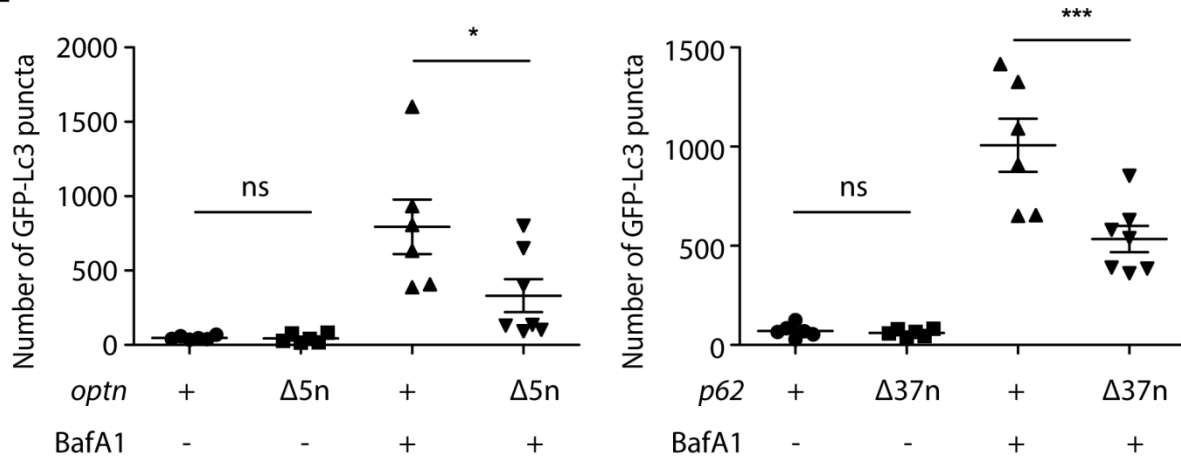 Number of GFP-Lc3 puncta
2000
1500
1000
500
0
ns
*
optn + Δ5n + Δ5n
BafA1 - - + +
Number of GFP-Lc3 puncta
1500
1000
500
0
ns
***
p62 + Δ37n + Δ37n
BafA1 - - + +